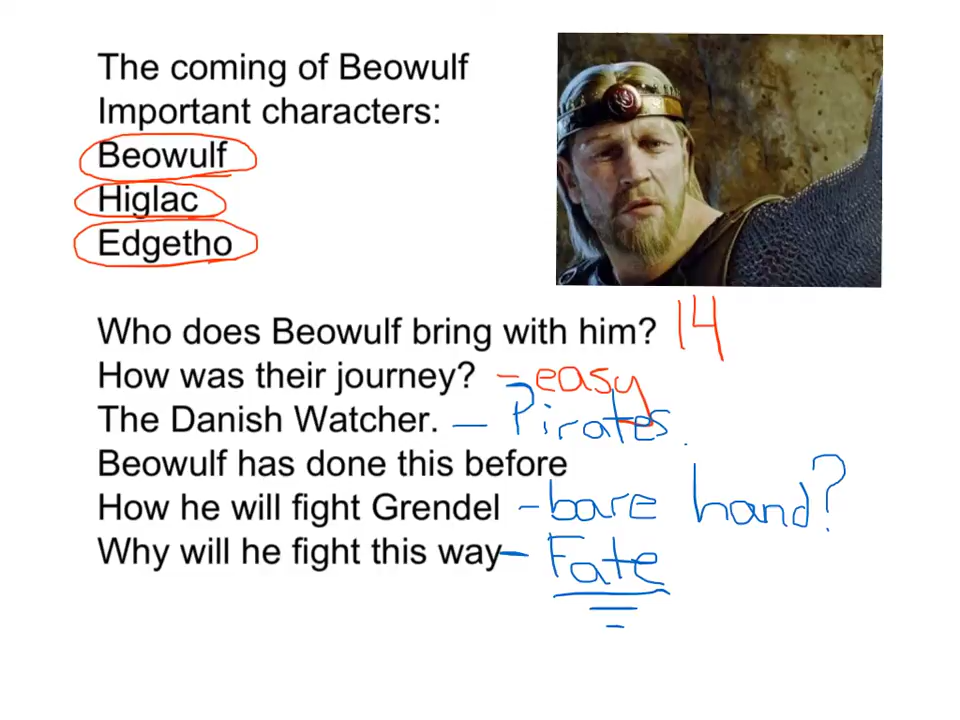 The coming of Beowulf
Important characters:
Beowulf
Higlac
Edgetho
Who does Beowulf bring with him? 14
How was their journey? - easy
The Danish Watcher. - Pirates.
Beowulf has done this before
How he will fight Grendel - bare hand?
Why will he fight this way - Fate